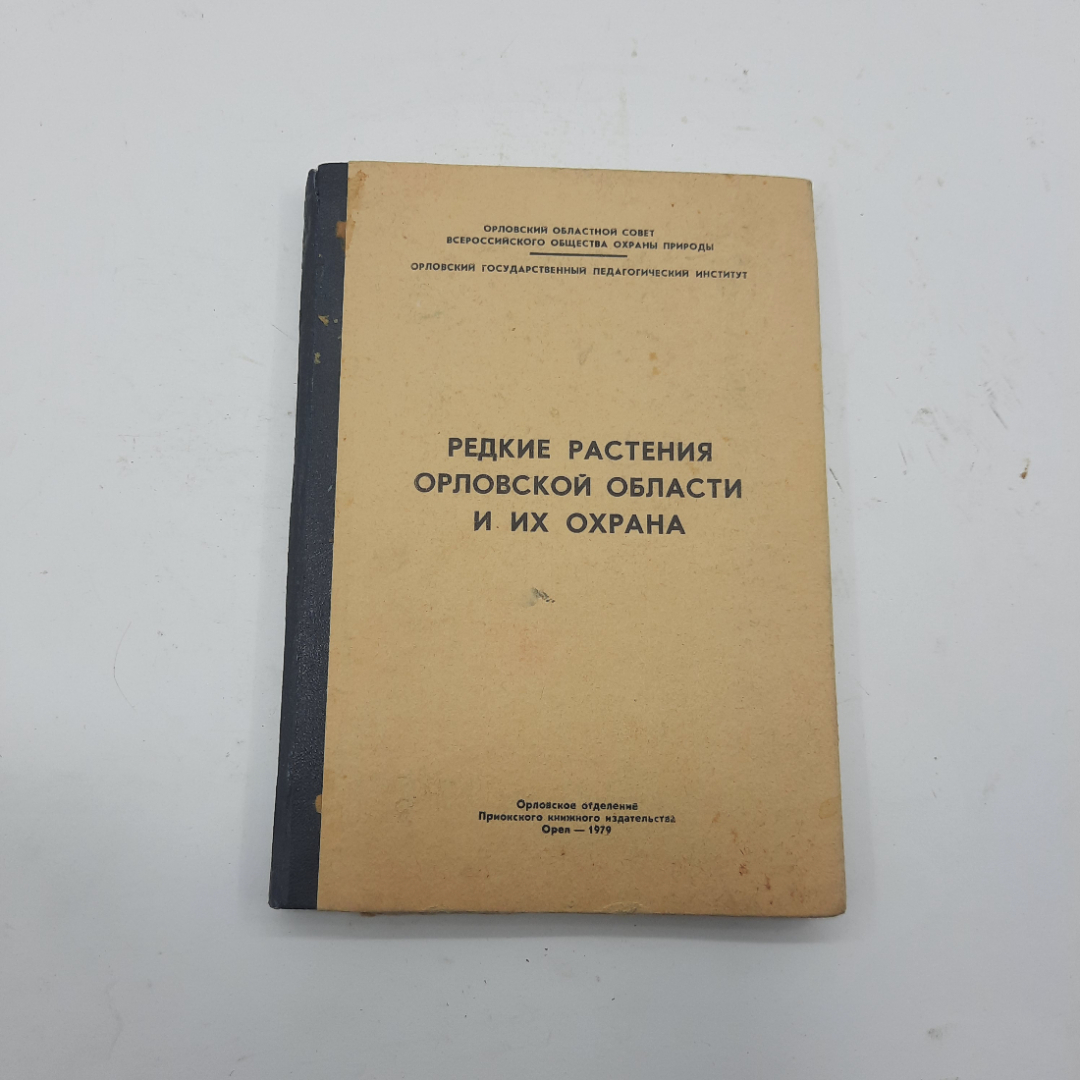 ОРЛОВСКИЙ ОБЛАСТНОЙ СОВЕТ
ВСЕРОССИЙСКОГО ОБЩЕСТВА ОХРАНЫ ПРИРОДЫ
ОРЛОВСКИЙ ГОСУДАРСТВЕННЫЙ ПЕДАГОГИЧЕСКИЙ ИНСТИТУТ
РЕДКИЕ РАСТЕНИЯ
ОРЛОВСКОЙ ОБЛАСТИ
И ИХ ОХРАНА
Орловское отделение
Приокского книжного издательства
Орел — 1979